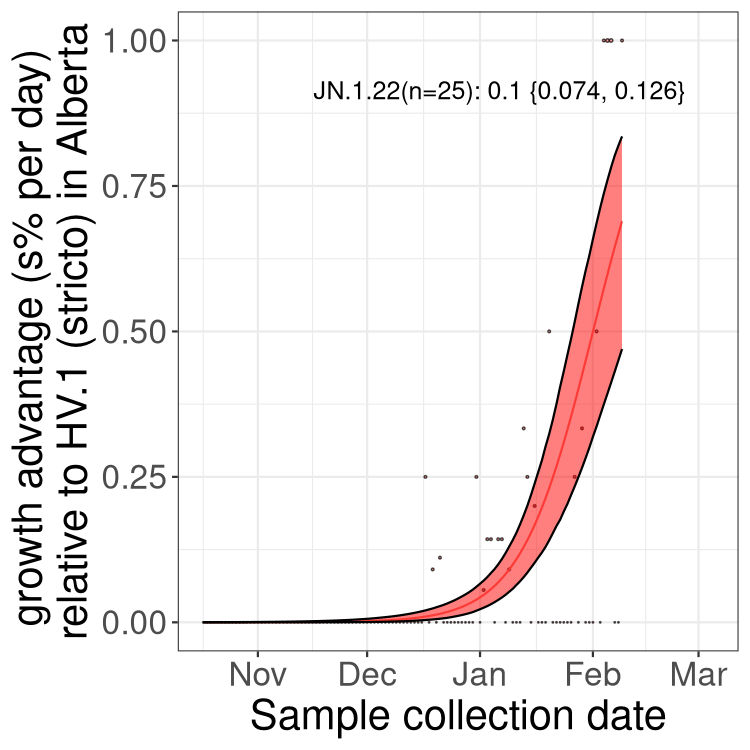 growth advantage (s% per day)
relative to HV.1 (stricto) in Alberta
1.00
0.75
0.50
0.25
0.00
JN.1.22(n=25): 0.1 {0.074, 0.126}
Nov Dec Jan Feb Mar
Sample collection date